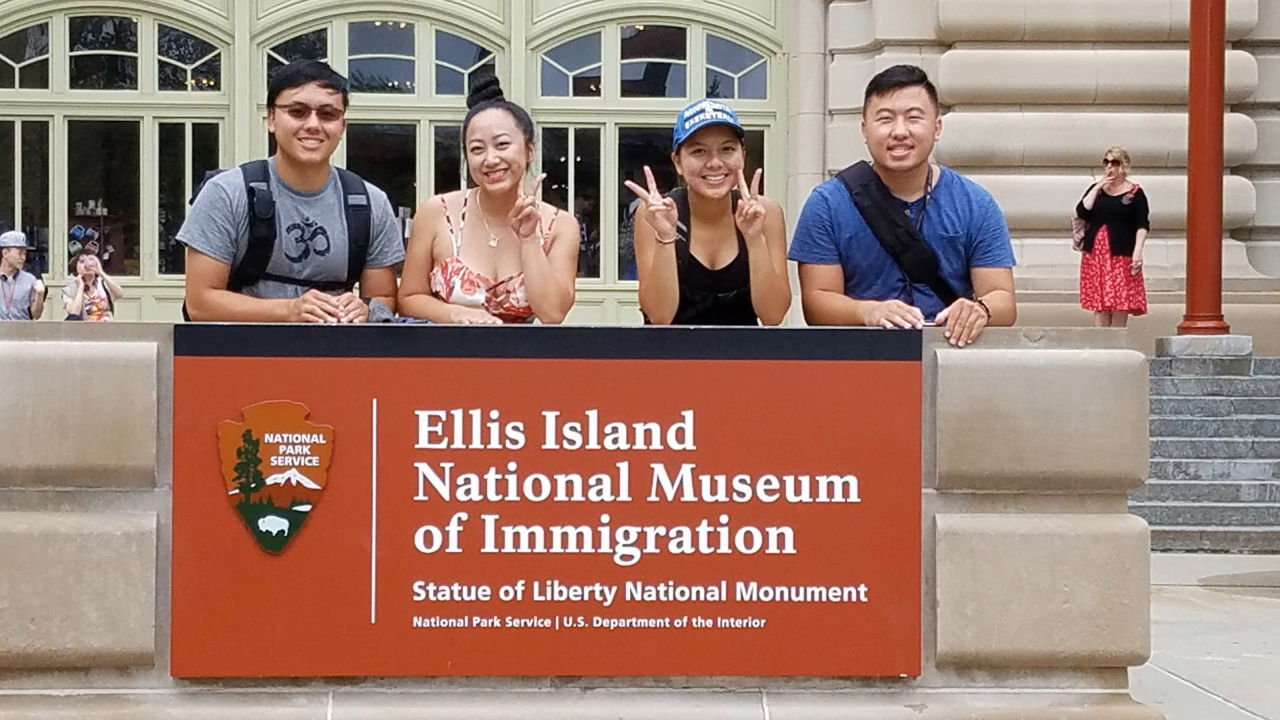 ॐ
NATIONAL
PARK
SERVICE
Ellis Island
National Museum
of Immigration
Statue of Liberty National Monument
National Park Service | U.S. Department of the Interior